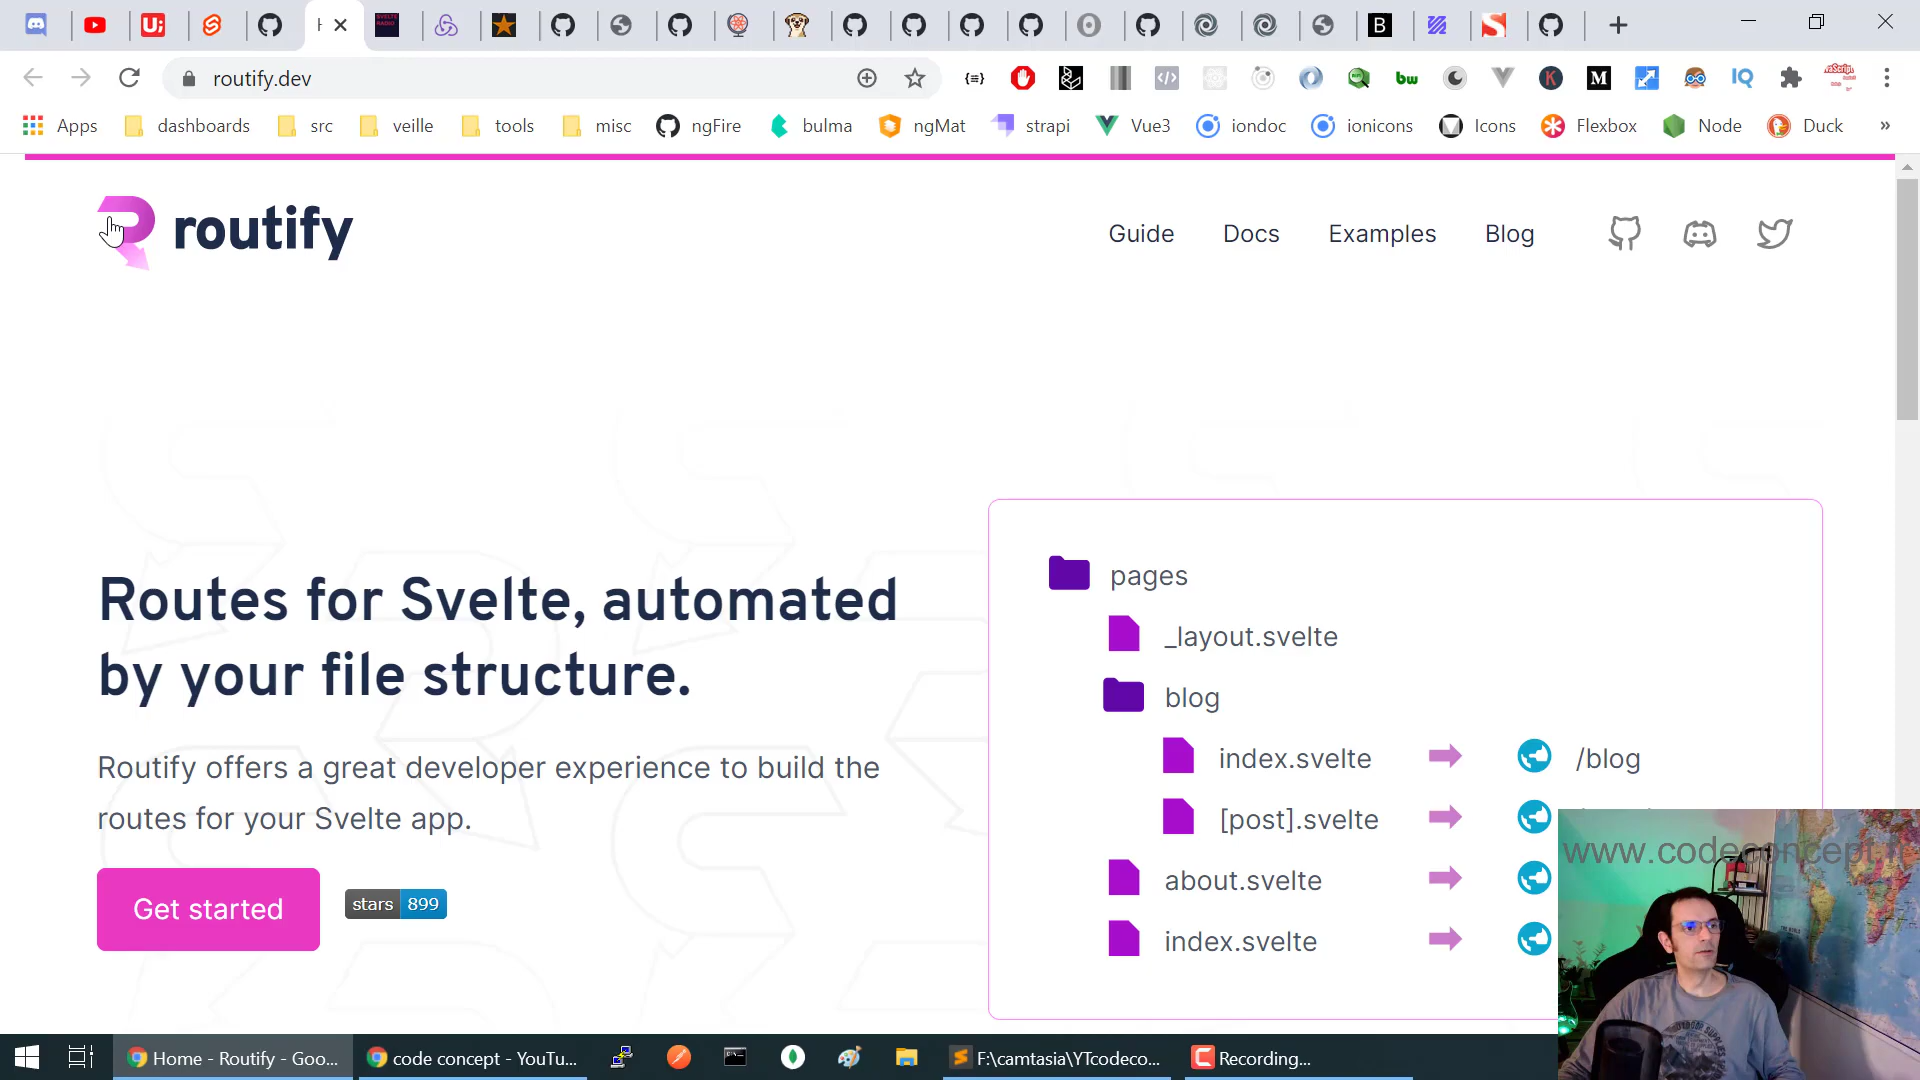 routify.dev
Apps dashboards src veille tools misc ngFire bulma ngMat strapi Vue3 iondoc ionicons Icons Flexbox Node Duck »
routify
Guide Docs Examples Blog
Routes for Svelte, automated
by your file structure.
Routify offers a great developer experience to build the
routes for your Svelte app.
Get started
stars 899
pages
_layout.svelte
blog
index.svelte /blog
[post].svelte
about.svelte
index.svelte
www.codeconcept.f
Home - Routify - Goo... code concept - YouTu... F:\camtasia\YTcodeco... Recording...